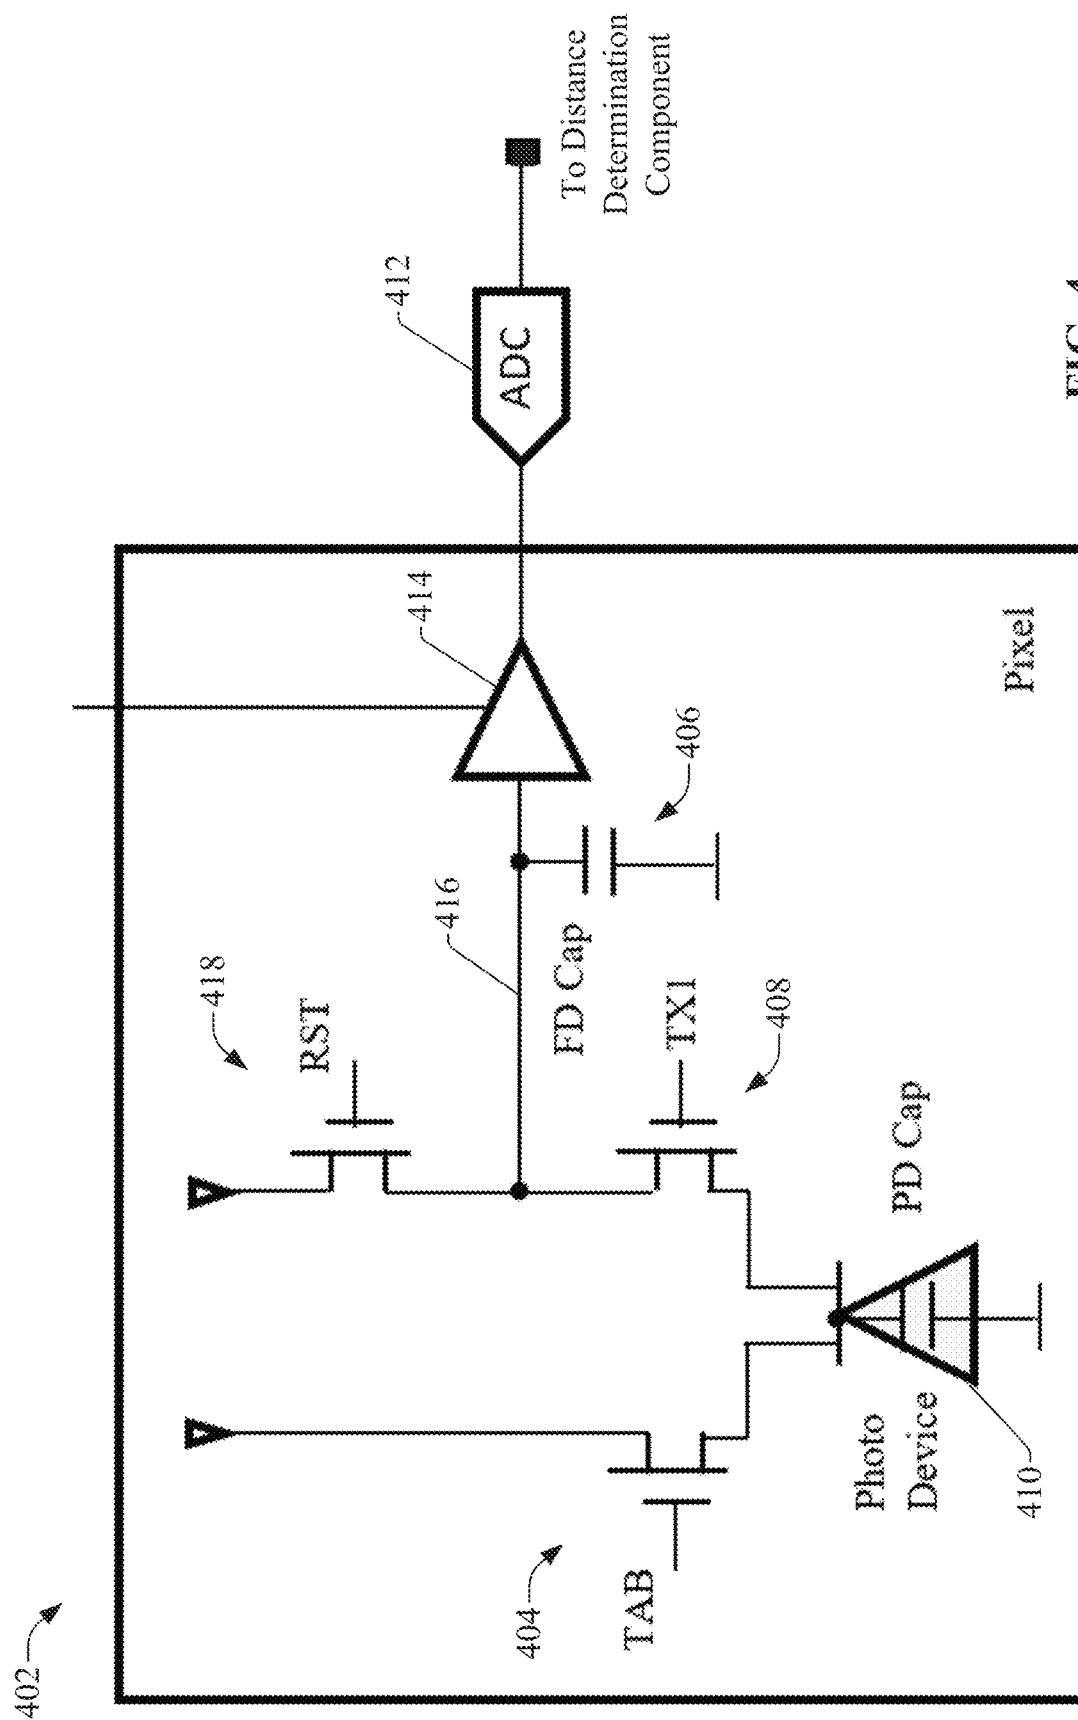 402
404
TAB
418
RST
416
414
412
ADC
To Distance
Determination
Component
FD Cap
406
TX1
408
Photo
Device
410
PD Cap
Pixel